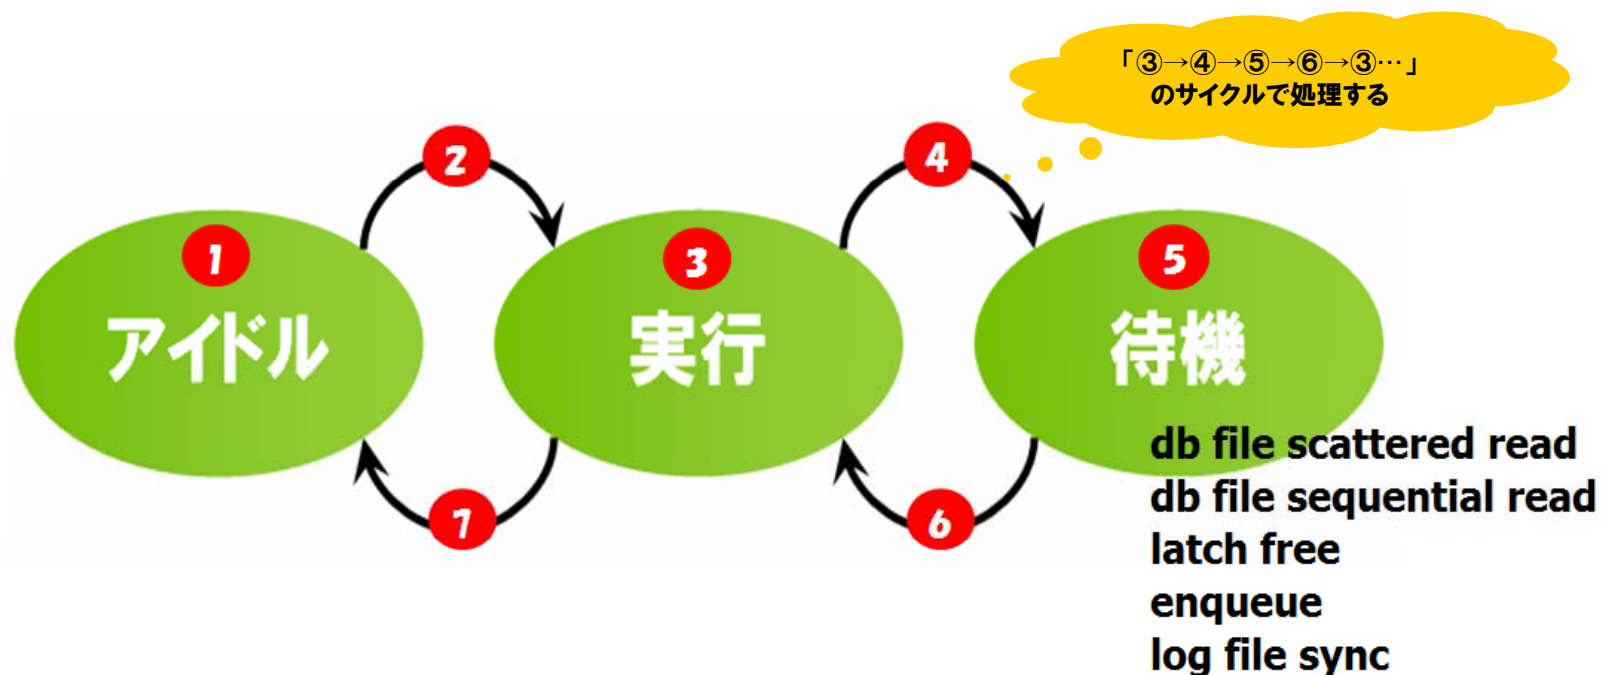 「③→④→⑤→⑥→③…」
のサイクルで処理する
2
4
1
3
5
アイドル
実行
待機
db file scattered read
db file sequential read
latch free
enqueue
log file sync
7
6